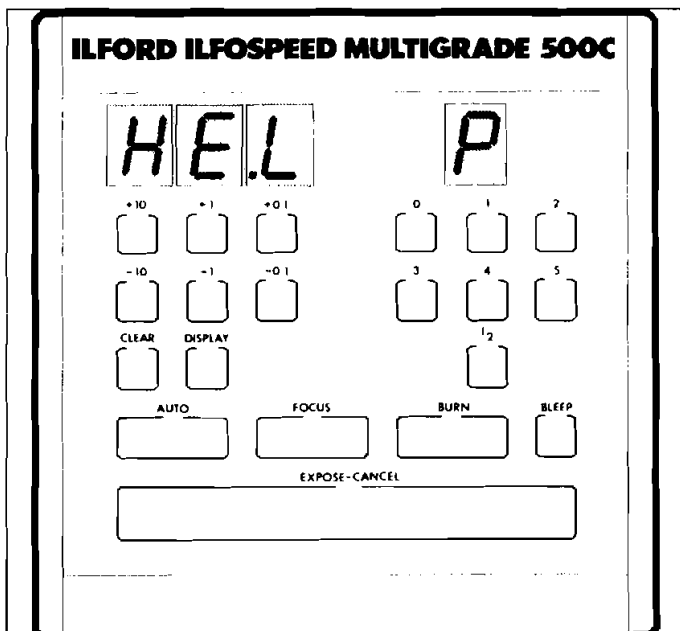 ILFORD ILFOSPEED MULTIGRADE 500C
HE.L P
+10 +1 +0 1 0 1 2
-10 -1 -0 1 3 4 5
CLEAR DISPLAY 1 2
AUTO FOCUS BURN BLEEP
EXPOSE-CANCEL